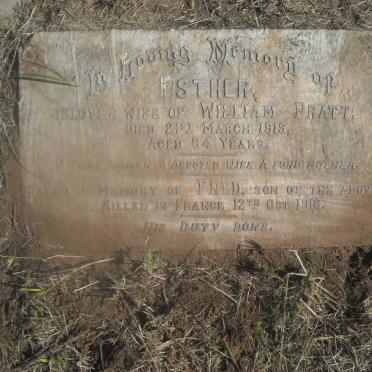 In Loving Memory of
ESTHER,
BELOVED WIFE OF WILLIAM PRATT.
DIED 21ST MARCH 1918,
AGED 64 YEARS.
A PURE WOMAN A DEVOTED WIFE A FOND MOTHER.
ALSO IN MEMORY OF FRED, SON OF THE ABOVE
KILLED IN FRANCE 12TH OCT. 1916.
HIS DUTY DONE.